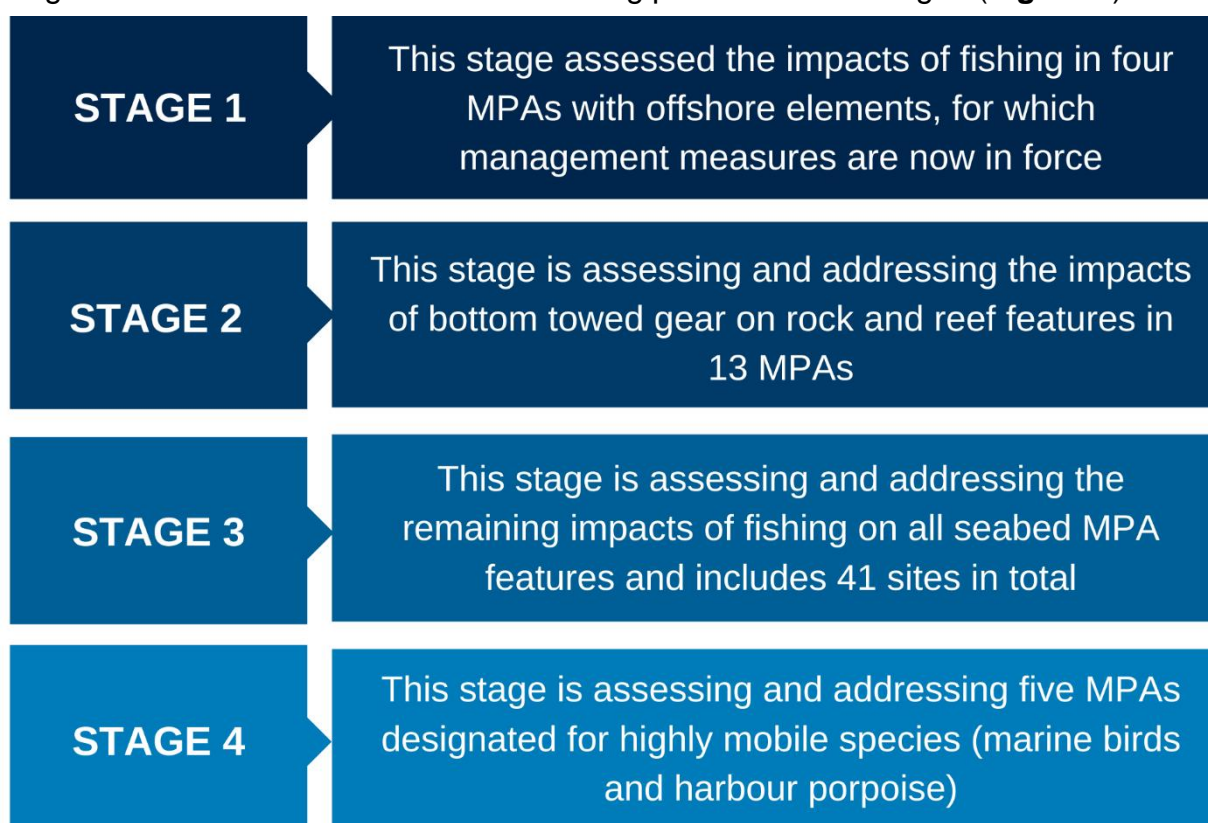 STAGE 1
This stage assessed the impacts of fishing in four
MPAs with offshore elements, for which
management measures are now in force
STAGE 2
This stage is assessing and addressing the impacts
of bottom towed gear on rock and reef features in
13 MPAs
STAGE 3
This stage is assessing and addressing the
remaining impacts of fishing on all seabed MPA
features and includes 41 sites in total
STAGE 4
This stage is assessing and addressing five MPAs
designated for highly mobile species (marine birds
and harbour porpoise)